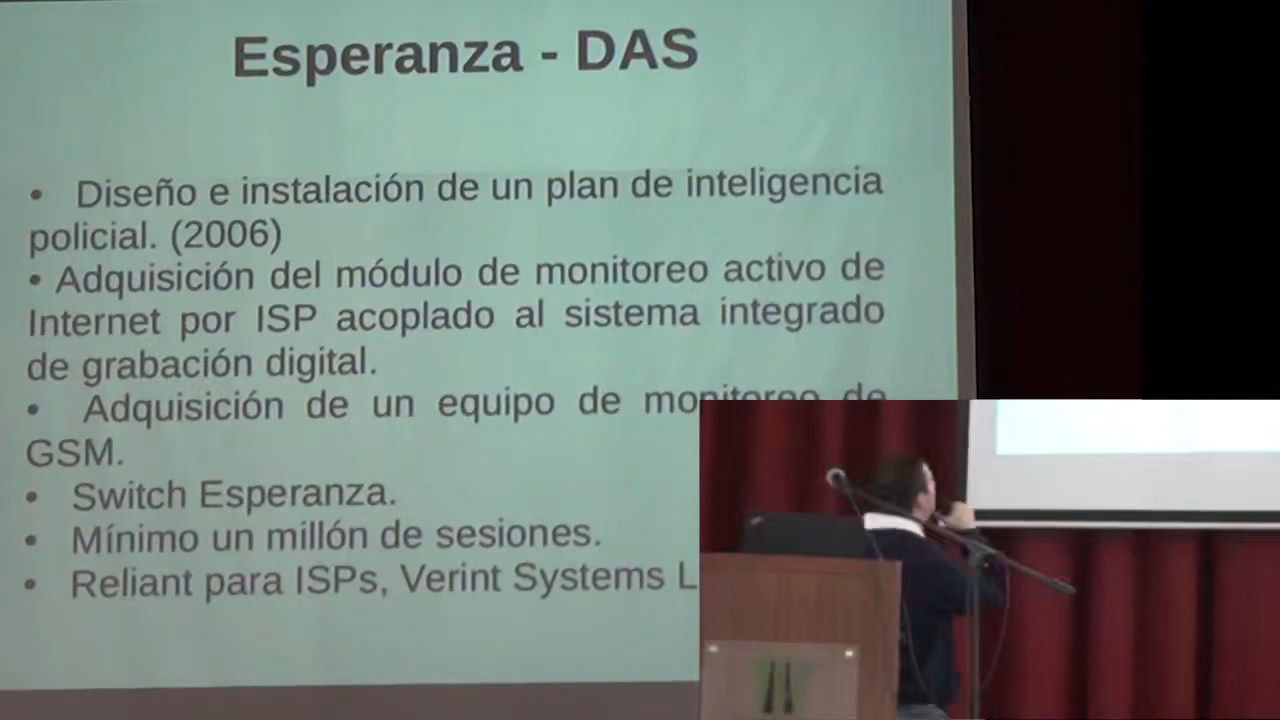 Esperanza - DAS
• Diseño e instalación de un plan de inteligencia
policial. (2006)
• Adquisición del módulo de monitoreo activo de
Internet por ISP acoplado al sistema integrado
de grabación digital.
• Adquisición de un equipo de monitoreo de
GSM.
• Switch Esperanza.
• Mínimo un millón de sesiones.
• Reliant para ISPs, Verint Systems L